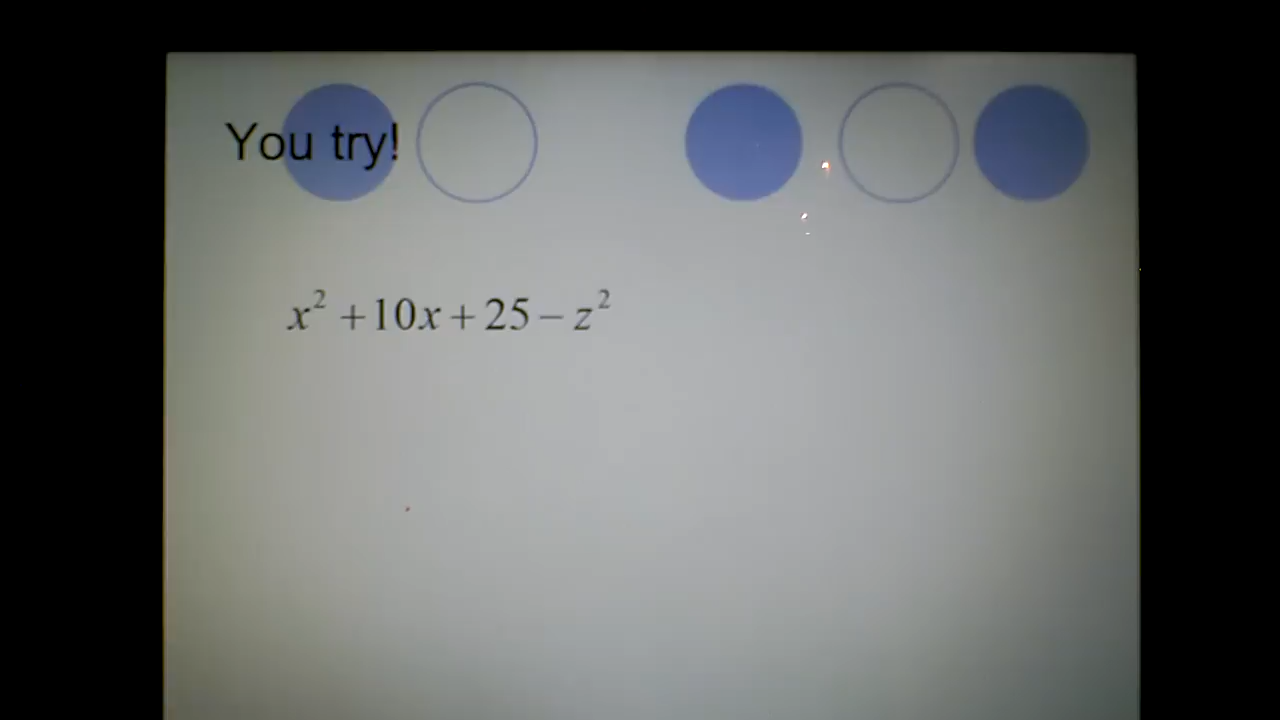 You try!
x² + 10x + 25 − z²